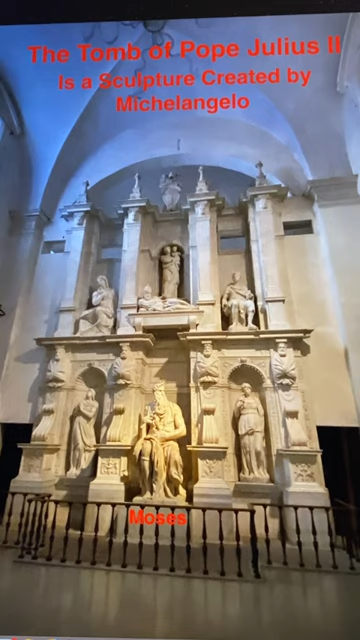 The Tomb of Pope Julius II
Is a Sculpture Created by
Michelangelo
Moses